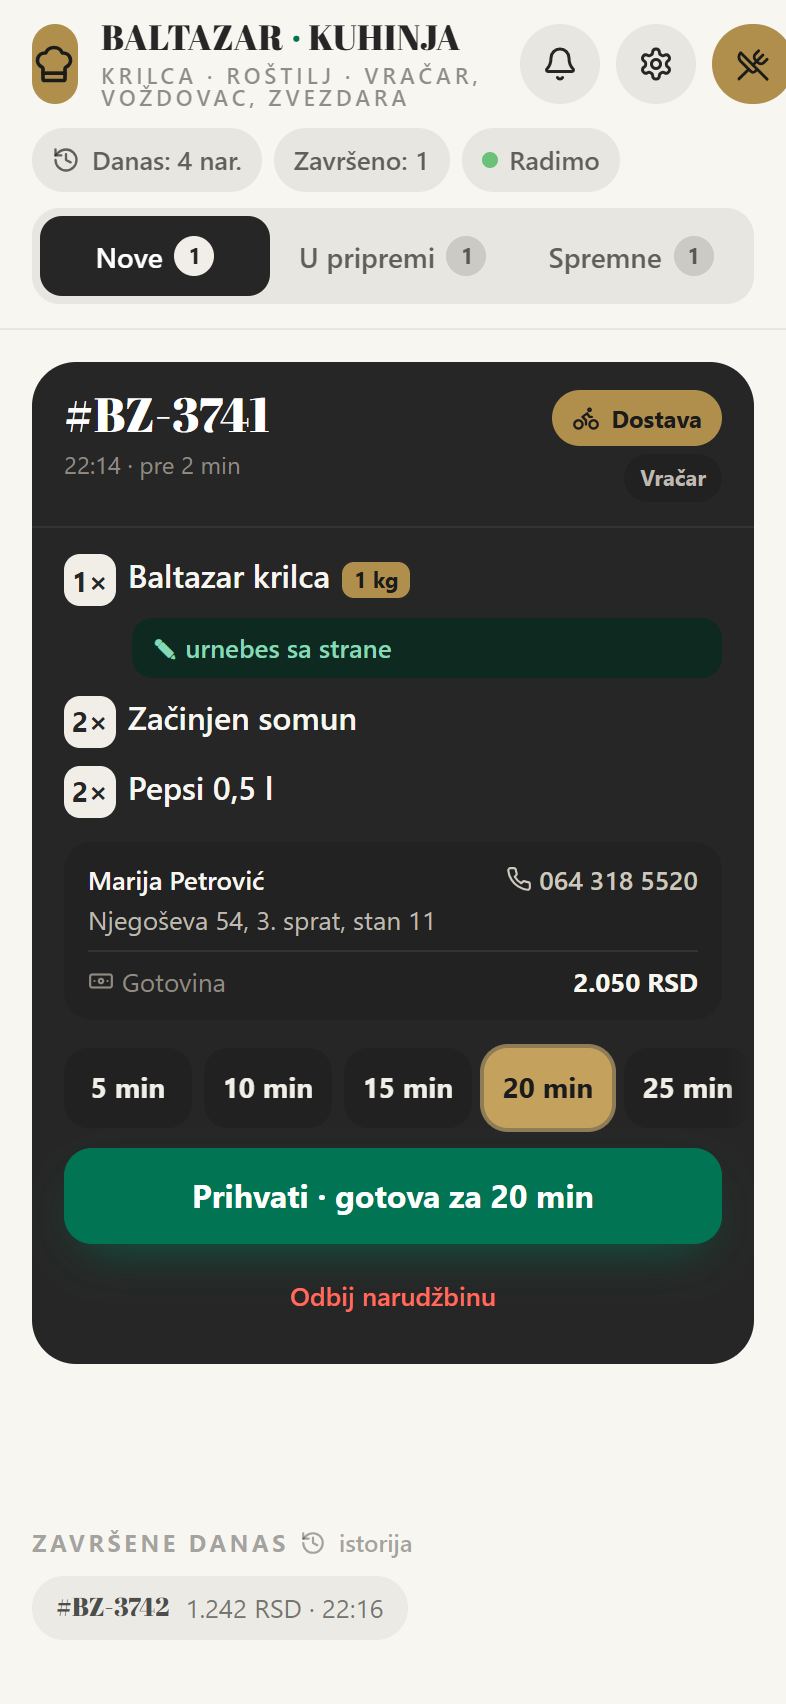 BALTAZAR · KUHINJA
KRILCA · ROŠTILJ · VRAČAR,
VOŽDOVAC, ZVEZDARA
Danas: 4 nar.
Završeno: 1
Radimo
Nove 1
U pripremi 1
Spremne 1
#BZ-3741
Dostava
22:14 · pre 2 min
Vračar
1× Baltazar krilca 1 kg
urnebes sa strane
2× Začinjen somun
2× Pepsi 0,5 l
Marija Petrović
064 318 5520
Njegoševa 54, 3. sprat, stan 11
Gotovina
2.050 RSD
5 min
10 min
15 min
20 min
25 min
Prihvati · gotova za 20 min
Odbij narudžbinu
ZAVRŠENE DANAS
istorija
#BZ-3742 1.242 RSD · 22:16